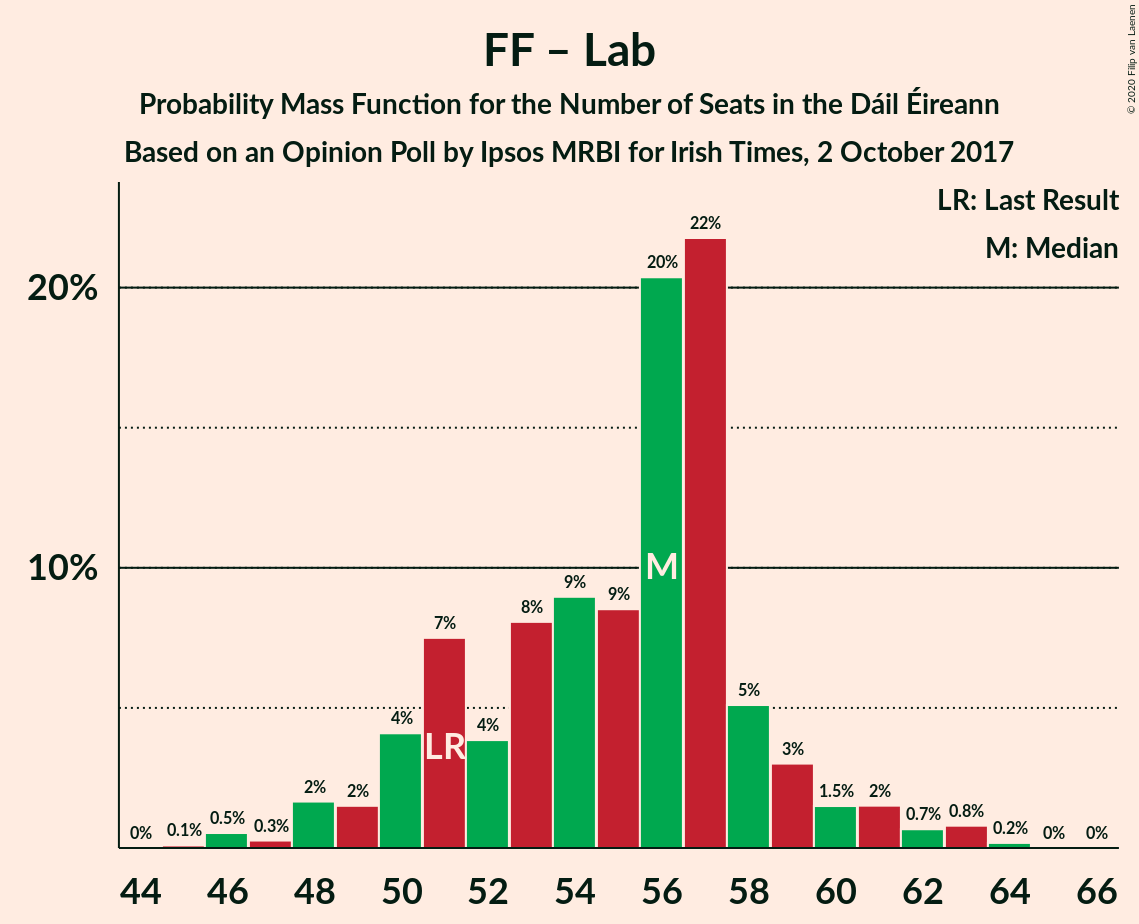 FF – Lab
Probability Mass Function for the Number of Seats in the Dáil Éireann
Based on an Opinion Poll by Ipsos MRBI for Irish Times, 2 October 2017
© 2020 Filip van Laenen
LR: Last Result
M: Median
20%
10%
0%
0.1%
0.5%
0.3%
2%
2%
4%
7%
4%
8%
9%
9%
20%
22%
5%
3%
1.5%
2%
0.7%
0.8%
0.2%
0%
0%
LR
M
44 46 48 50 52 54 56 58 60 62 64 66